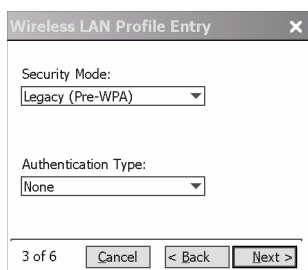 Wireless LAN Profile Entry
Security Mode:
Legacy (Pre-WPA)
Authentication Type:
None
3 of 6 Cancel < Back Next >